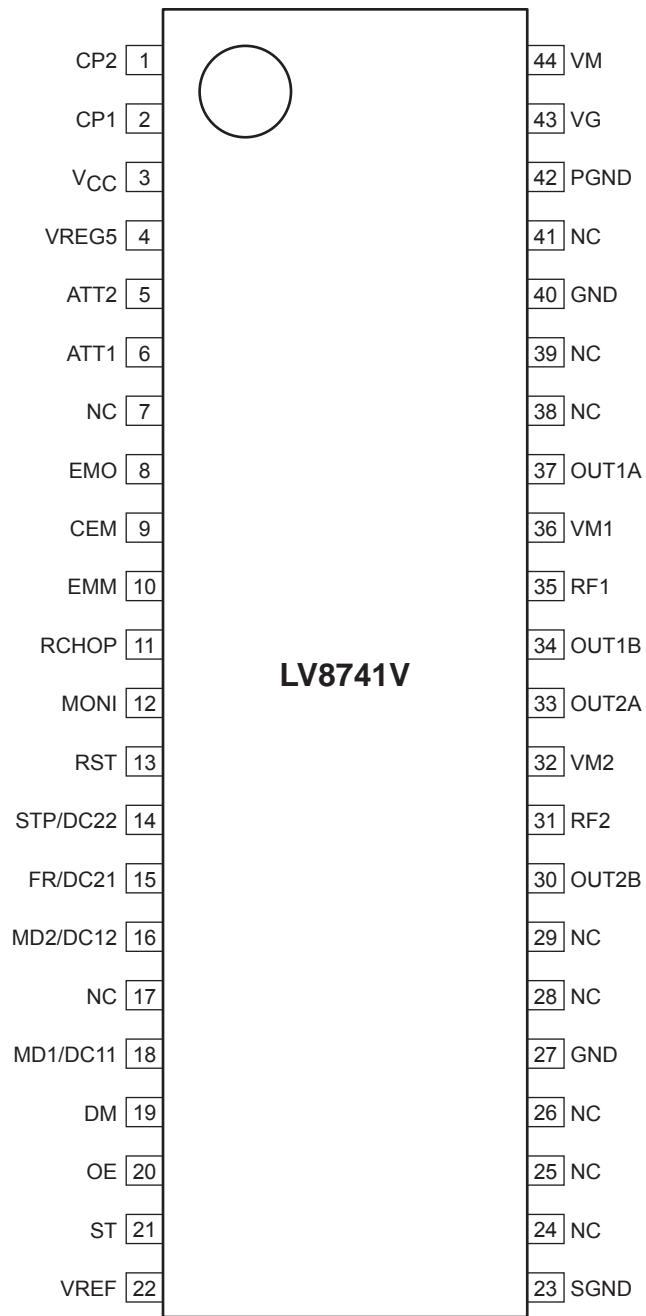 CP2 1 44 VM
CP1 2 43 VG
VCC 3 42 PGND
VREG5 4 41 NC
ATT2 5 40 GND
ATT1 6 39 NC
NC 7 38 NC
EMO 8 37 OUT1A
CEM 9 36 VM1
EMM 10 35 RF1
RCHOP 11 34 OUT1B
LV8741V
MONI 12 33 OUT2A
RST 13 32 VM2
STP/DC22 14 31 RF2
FR/DC21 15 30 OUT2B
MD2/DC12 16 29 NC
NC 17 28 NC
MD1/DC11 18 27 GND
DM 19 26 NC
OE 20 25 NC
ST 21 24 NC
VREF 22 23 SGND